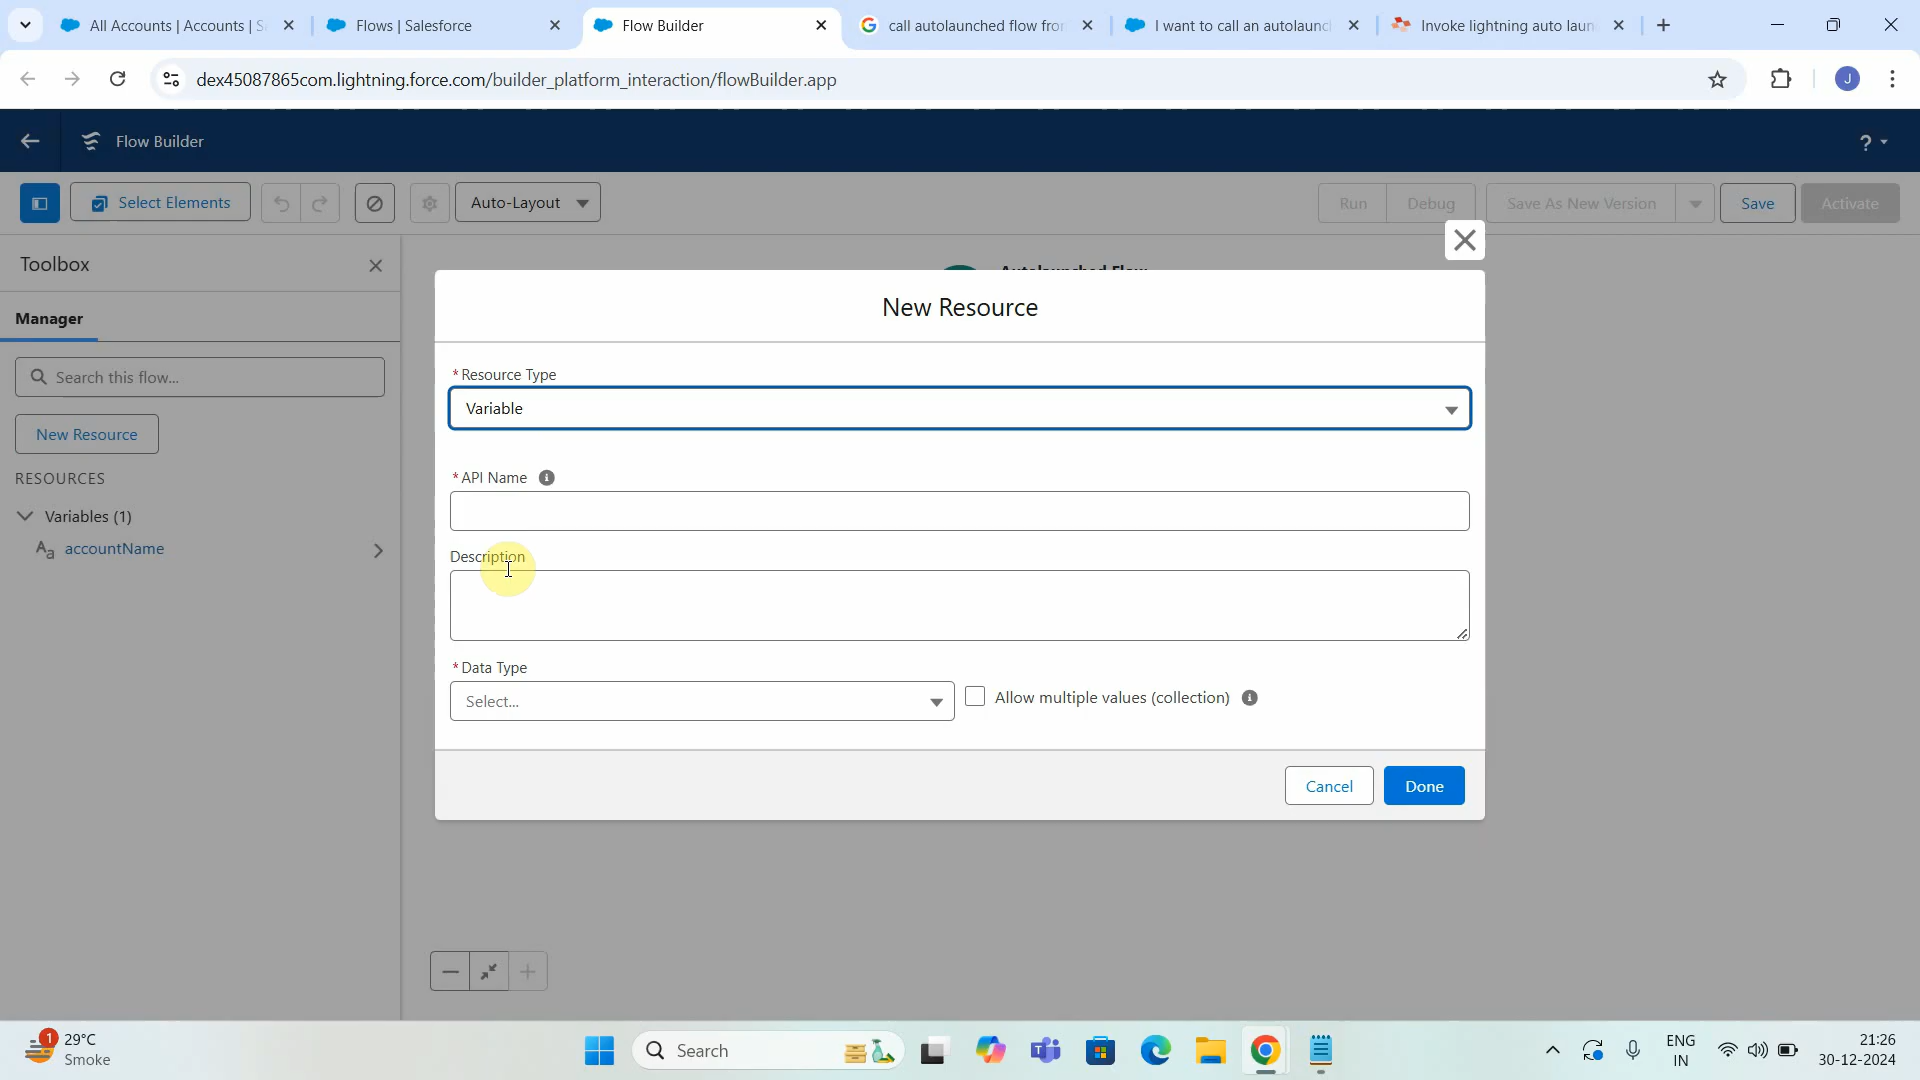 All Accounts | Accounts | S
Flows | Salesforce
Flow Builder
call autolaunched flow fro
I want to call an autolaunc
Invoke lightning auto laun
dex45087865com.lightning.force.com/builder_platform_interaction/flowBuilder.app
J
Flow Builder
?
Select Elements
Auto-Layout
Run
Debug
Save As New Version
Save
Activate
Toolbox
Manager
Search this flow...
New Resource
RESOURCES
Variables (1)
Aa accountName
Autolaunched Flow
New Resource
* Resource Type
Variable
* API Name
Description
* Data Type
Select...
Allow multiple values (collection)
Cancel
Done
1
29°C
Smoke
Search
ENG
IN
21:26
30-12-2024